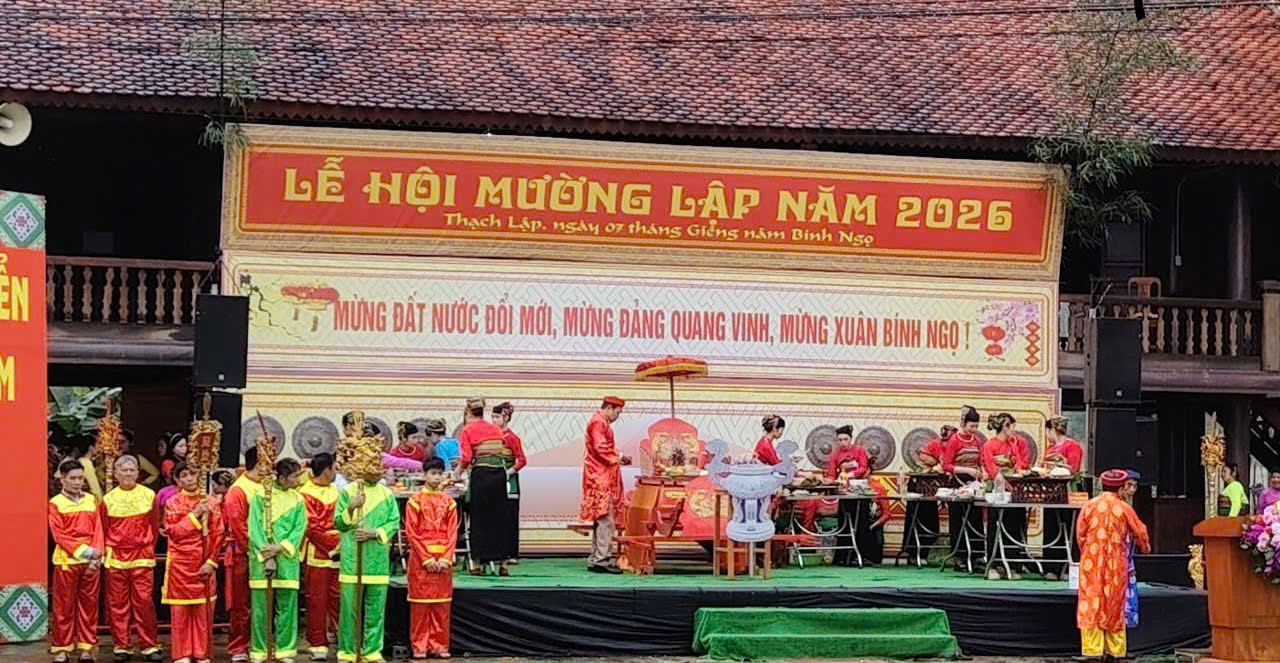 LỄ HỘI MƯỜNG LẬP NĂM 2026
Thạch Lập, ngày 07 tháng Giêng năm Bính Ngọ
MỪNG ĐẤT NƯỚC ĐỔI MỚI, MỪNG ĐẢNG QUANG VINH, MỪNG XUÂN BÍNH NGỌ !